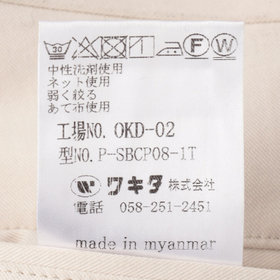 30 F W
中性洗剤使用
ネット使用
弱く絞る
あて布使用
工場NO. OKD-02
型NO. P-SBCP08-1T
ワキタ株式会社
電話 058-251-2451
made in myanmar